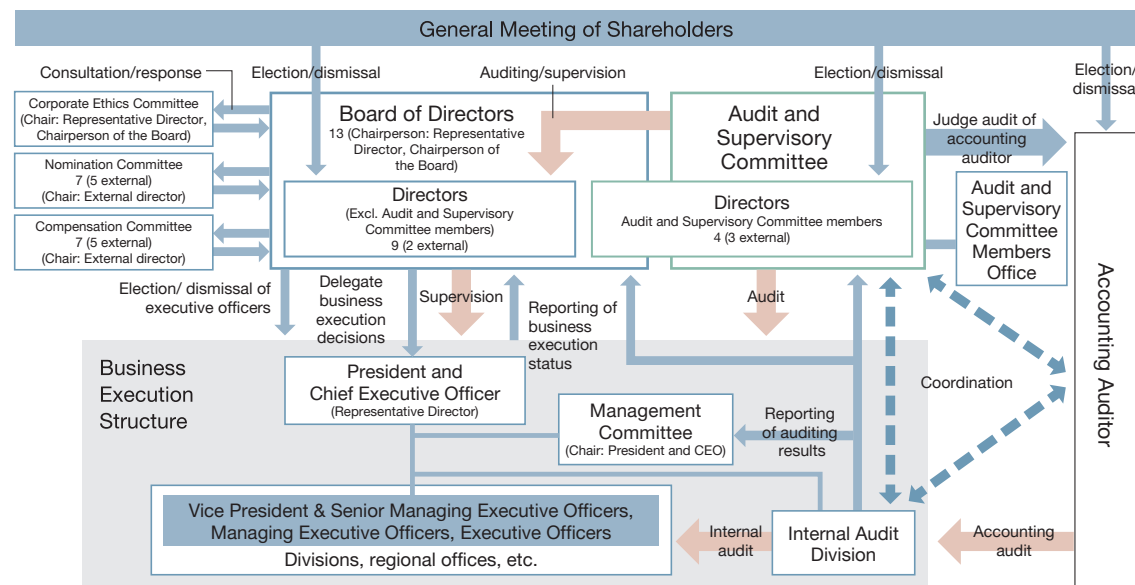 General Meeting of Shareholders
Consultation/response
Election/dismissal
Auditing/supervision
Election/dismissal
Election/
dismissal
Corporate Ethics Committee
(Chair: Representative Director,
Chairperson of the Board)
Nomination Committee
7 (5 external)
(Chair: External director)
Compensation Committee
7 (5 external)
(Chair: External director)
Board of Directors
13 (Chairperson: Representative
Director, Chairperson of
the Board)
Directors
(Excl. Audit and Supervisory
Committee members)
9 (2 external)
Audit and
Supervisory
Committee
Directors
Audit and Supervisory Committee members
4 (3 external)
Judge audit of
accounting
auditor
Audit and
Supervisory
Committee
Members
Office
Accounting Auditor
Election/ dismissal of
executive officers
Delegate
business
execution
decisions
Supervision
Reporting of
business
execution
status
Audit
Coordination
Business
Execution
Structure
President and
Chief Executive Officer
(Representative Director)
Management
Committee
(Chair: President and CEO)
Reporting
of auditing
results
Vice President & Senior Managing Executive Officers,
Managing Executive Officers, Executive Officers
Divisions, regional offices, etc.
Internal
audit
Internal Audit
Division
Accounting
audit